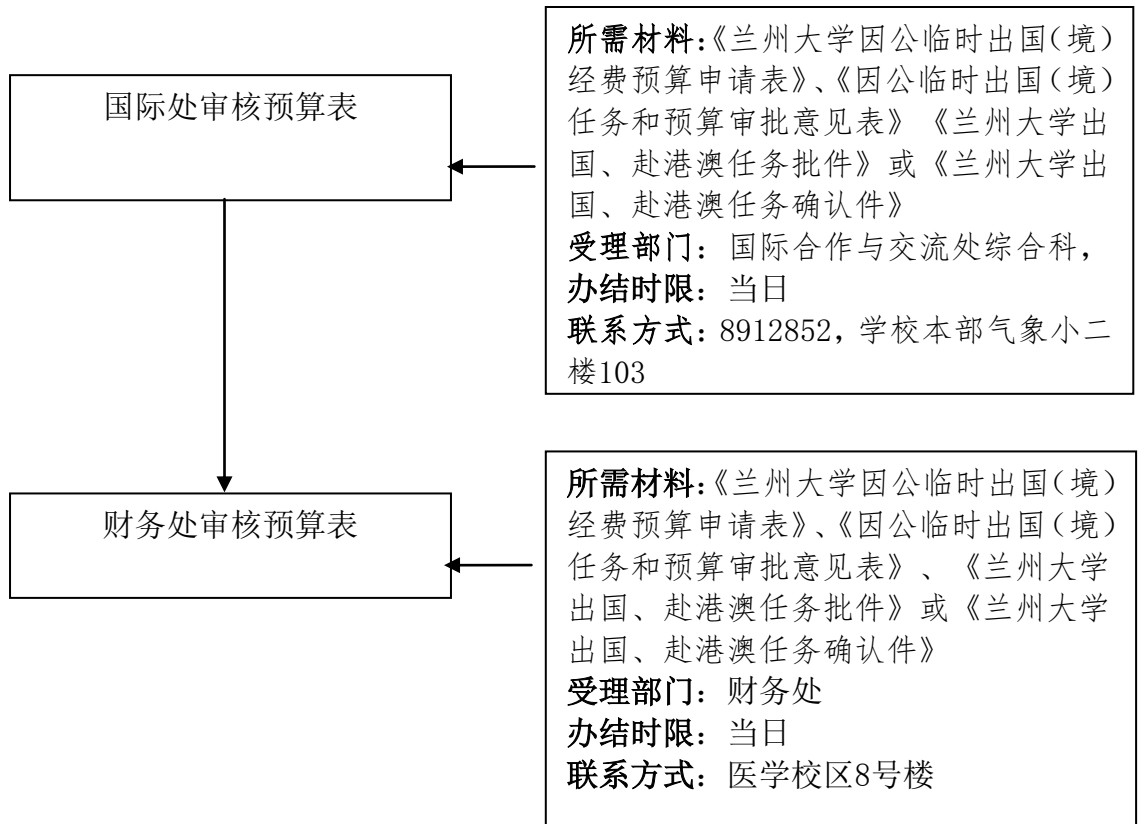 国际处审核预算表
所需材料:《兰州大学因公临时出国(境)
经费预算申请表》、《因公临时出国(境)
任务和预算审批意见表》《兰州大学出
国、赴港澳任务批件》或《兰州大学出
国、赴港澳任务确认件》
受理部门：国际合作与交流处综合科，
办结时限：当日
联系方式：8912852，学校本部气象小二
楼103
财务处审核预算表
所需材料:《兰州大学因公临时出国(境)
经费预算申请表》、《因公临时出国(境)
任务和预算审批意见表》、《兰州大学
出国、赴港澳任务批件》或《兰州大学
出国、赴港澳任务确认件》
受理部门：财务处
办结时限：当日
联系方式：医学校区8号楼